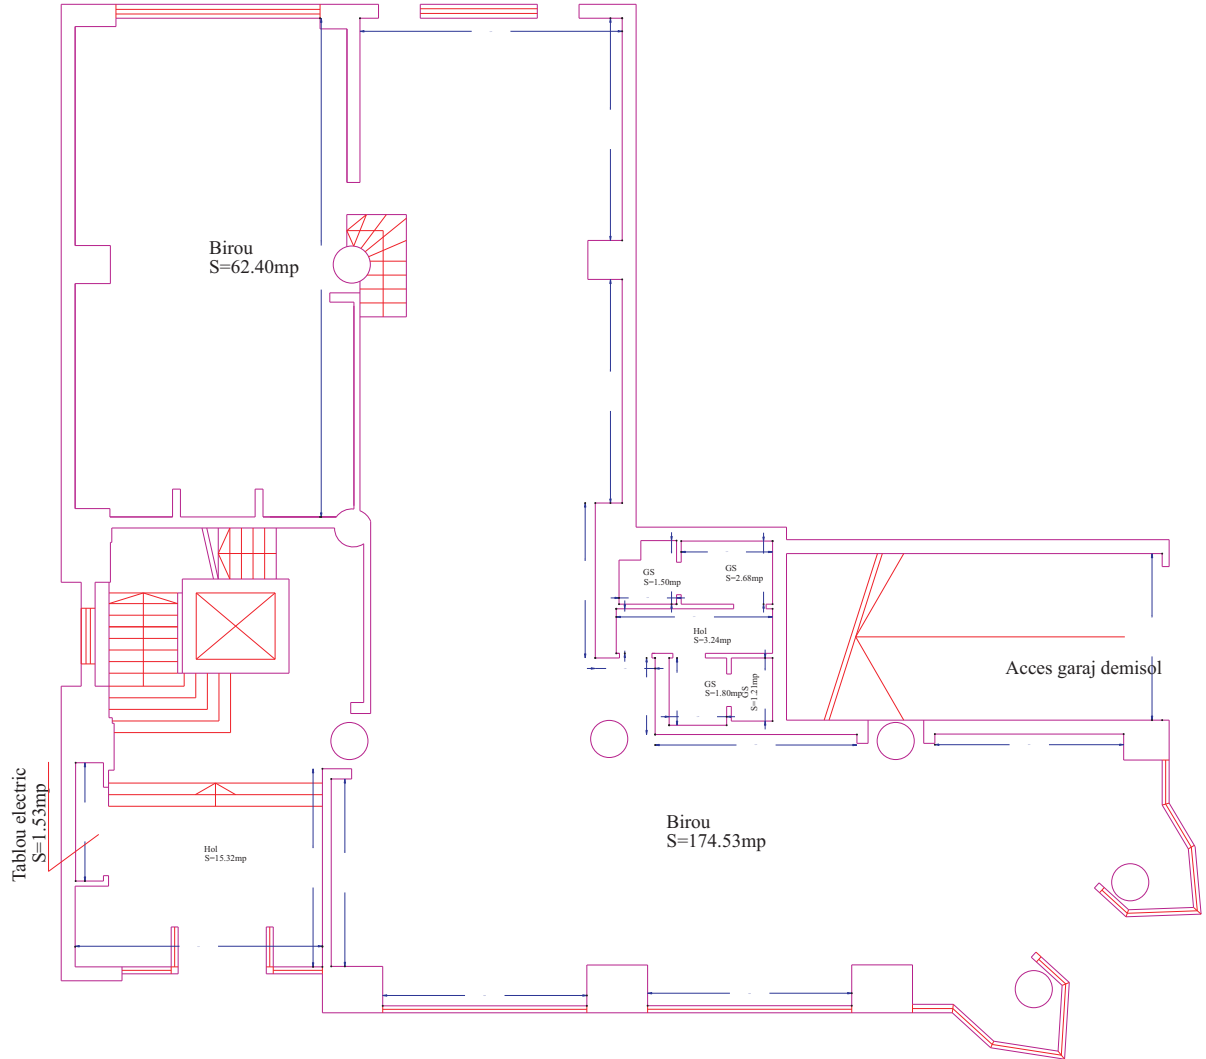 Birou
S=62.40mp
GS
S=1.50mp
GS
S=2.68mp
Hol
S=3.24mp
GS
S=1.80mp
GS
S=1.21mp
Acces garaj demisol
Tablou electric
S=1.53mp
Birou
S=174.53mp
Hol
S=15.32mp